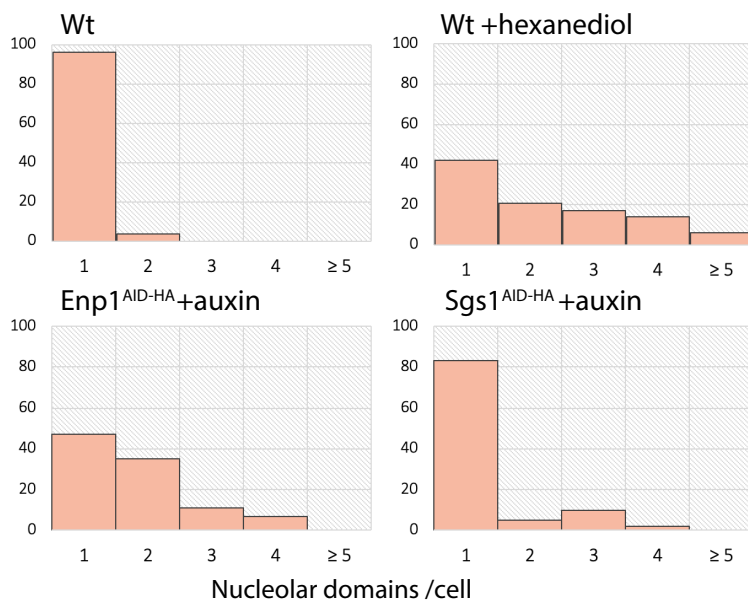 Wt
100
80
60
40
20
0
1 2 3 4 ≥ 5
Wt +hexanediol
100
80
60
40
20
0
1 2 3 4 ≥ 5
Enp1AID-HA+auxin
100
80
60
40
20
0
1 2 3 4 ≥ 5
Sgs1AID-HA +auxin
100
80
60
40
20
0
1 2 3 4 ≥ 5
Nucleolar domains /cell